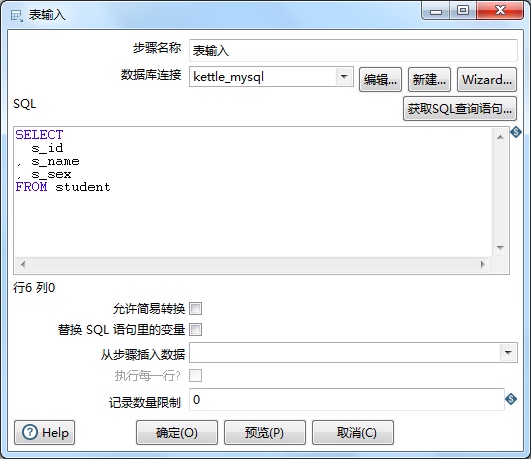 表输入
步骤名称 表输入
数据库连接 kettle_mysql 编辑... 新建... Wizard...
SQL 获取SQL查询语句...
SELECT
s_id
, s_name
, s_sex
FROM student
行6 列0
允许简易转换
替换 SQL 语句里的变量
从步骤插入数据
执行每一行?
记录数量限制 0
Help 确定(O) 预览(P) 取消(C)